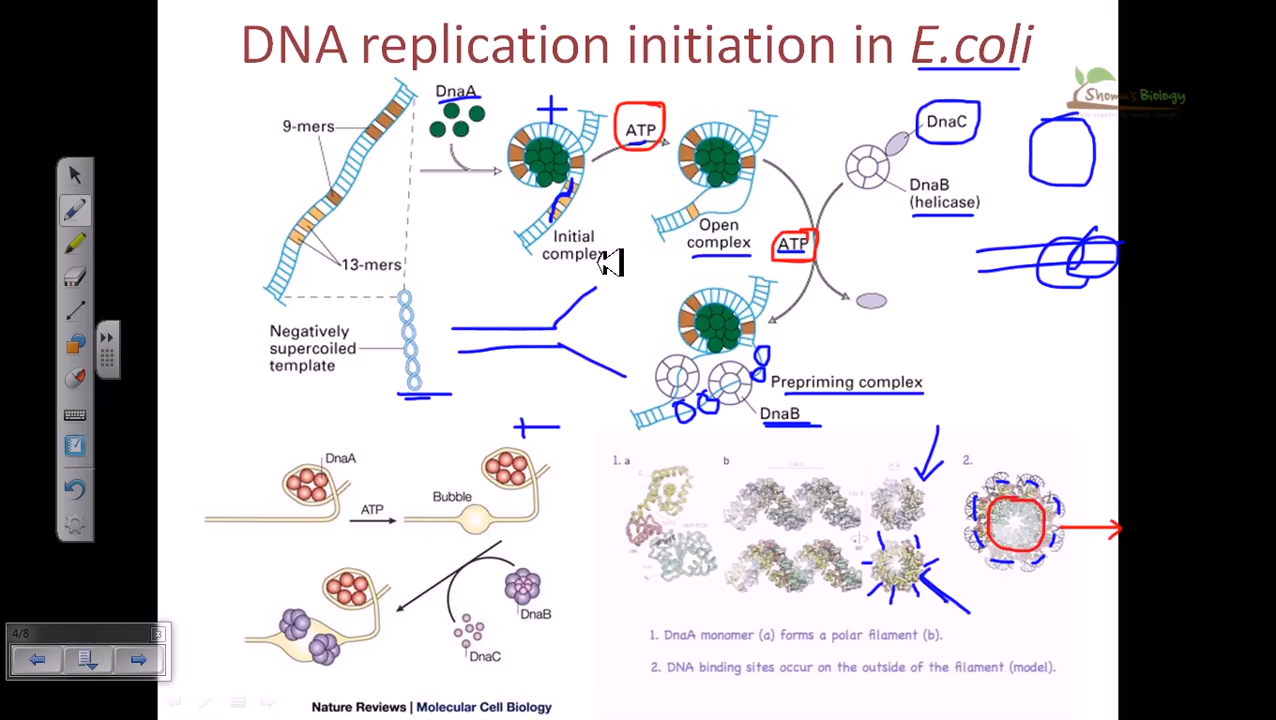 DNA replication initiation in E.coli
Shomu's Biology
DnaA
9-mers
ATP
DnaC
DnaB
(helicase)
Initial
complex
Open
complex
ATP
13-mers
Negatively
supercoiled
template
Prepriming complex
DnaB
DnaA
ATP
Bubble
DnaB
DnaC
1. a
b
2.
4/8
1. DnaA monomer (a) forms a polar filament (b).
2. DNA binding sites occur on the outside of the filament (model).
Nature Reviews | Molecular Cell Biology